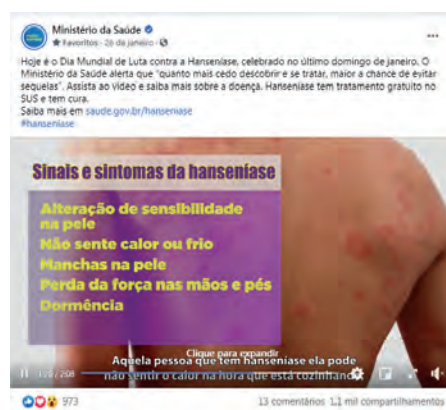 Ministério da Saúde
Favoritos · 26 de janeiro ·
Hoje é o Dia Mundial de Luta contra a Hanseníase, celebrado no último domingo de janeiro. O
Ministério da Saúde alerta que "quanto mais cedo descobrir e se tratar, maior a chance de evitar
sequelas". Assista ao vídeo e saiba mais sobre a doença. Hanseníase tem tratamento gratuito no
SUS e tem cura.
Saiba mais em saude.gov.br/hanseniase
#hanseniase
Sinais e sintomas da hanseníase
Alteração de sensibilidade
na pele
Não sente calor ou frio
Manchas na pele
Perda da força nas mãos e pés
Dormência
Clique para expandir
Aquela pessoa que tem hanseníase ela pode
não sentir o calor na hora que está cozinhando
/ 2:08
973
13 comentários 1,1 mil compartilhamentos